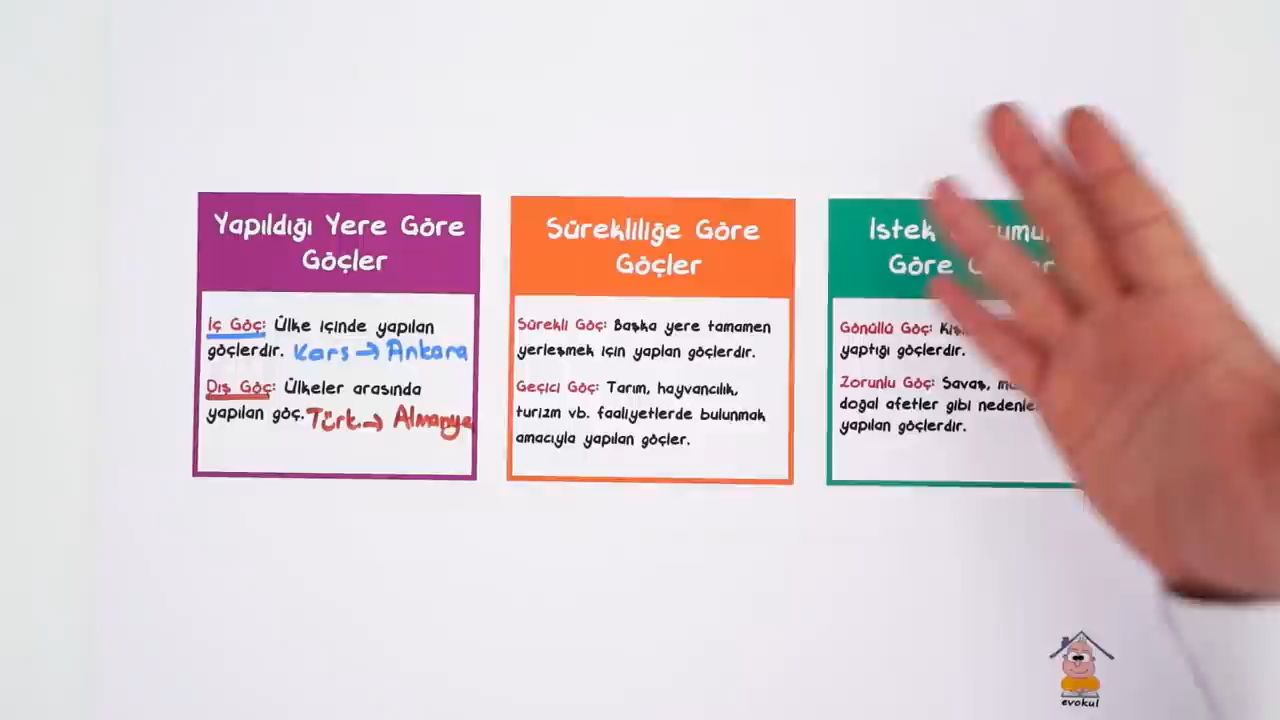 Yapıldığı Yere Göre
Göçler
İç Göç: Ülke içinde yapılan
göçlerdir. Kars → Ankara
Dış Göç: Ülkeler arasında
yapılan göç. Türk. → Almanya
Sürekliliğe Göre
Göçler
Sürekli Göç: Başka yere tamamen
yerleşmek için yaplan göçlerdir.
Geçici Göç: Tarım, hayvancılık,
turizm vb. faaliyetlerde bulunmak
amacıyla yapılan göçler.
İstek
Göre
Gönüllü Göç:
yaptığı göçlerdir.
Zorunlu Göç: Savaş,
doğal afetler gibi
yapılan göçlerdir.
evokul